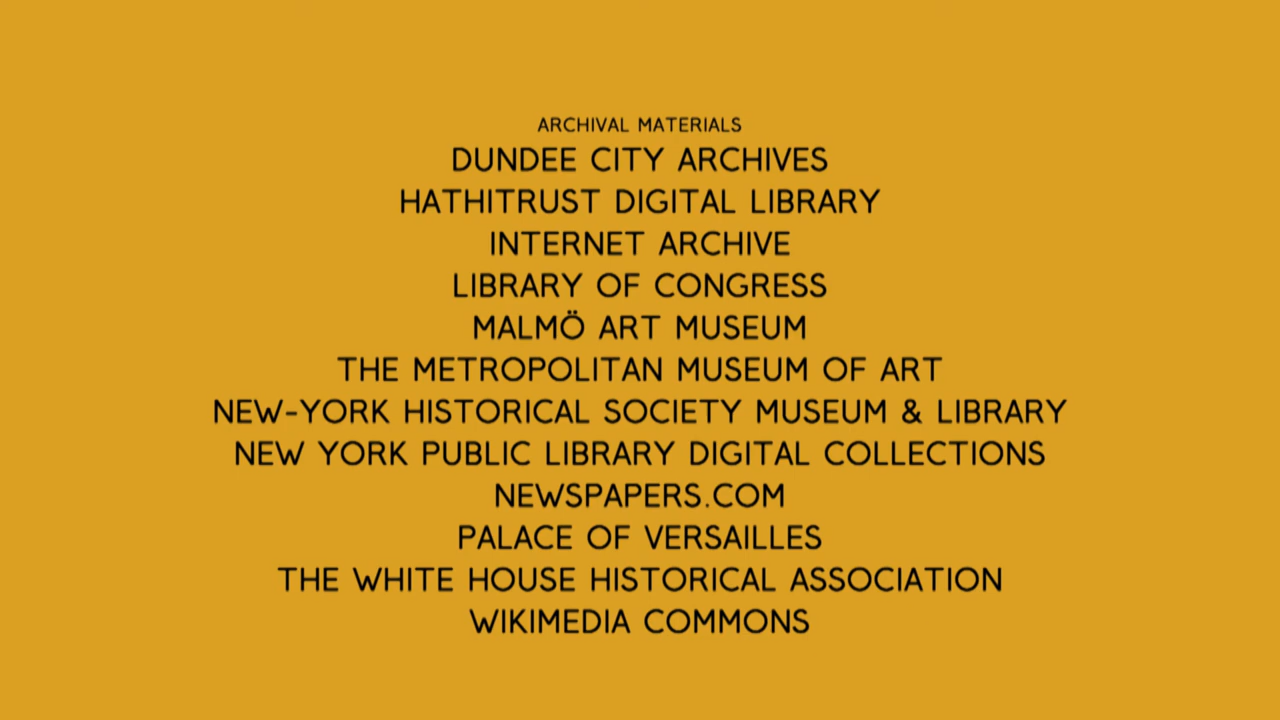 ARCHIVAL MATERIALS
DUNDEE CITY ARCHIVES
HATHITRUST DIGITAL LIBRARY
INTERNET ARCHIVE
LIBRARY OF CONGRESS
MALMÖ ART MUSEUM
THE METROPOLITAN MUSEUM OF ART
NEW-YORK HISTORICAL SOCIETY MUSEUM & LIBRARY
NEW YORK PUBLIC LIBRARY DIGITAL COLLECTIONS
NEWSPAPERS.COM
PALACE OF VERSAILLES
THE WHITE HOUSE HISTORICAL ASSOCIATION
WIKIMEDIA COMMONS